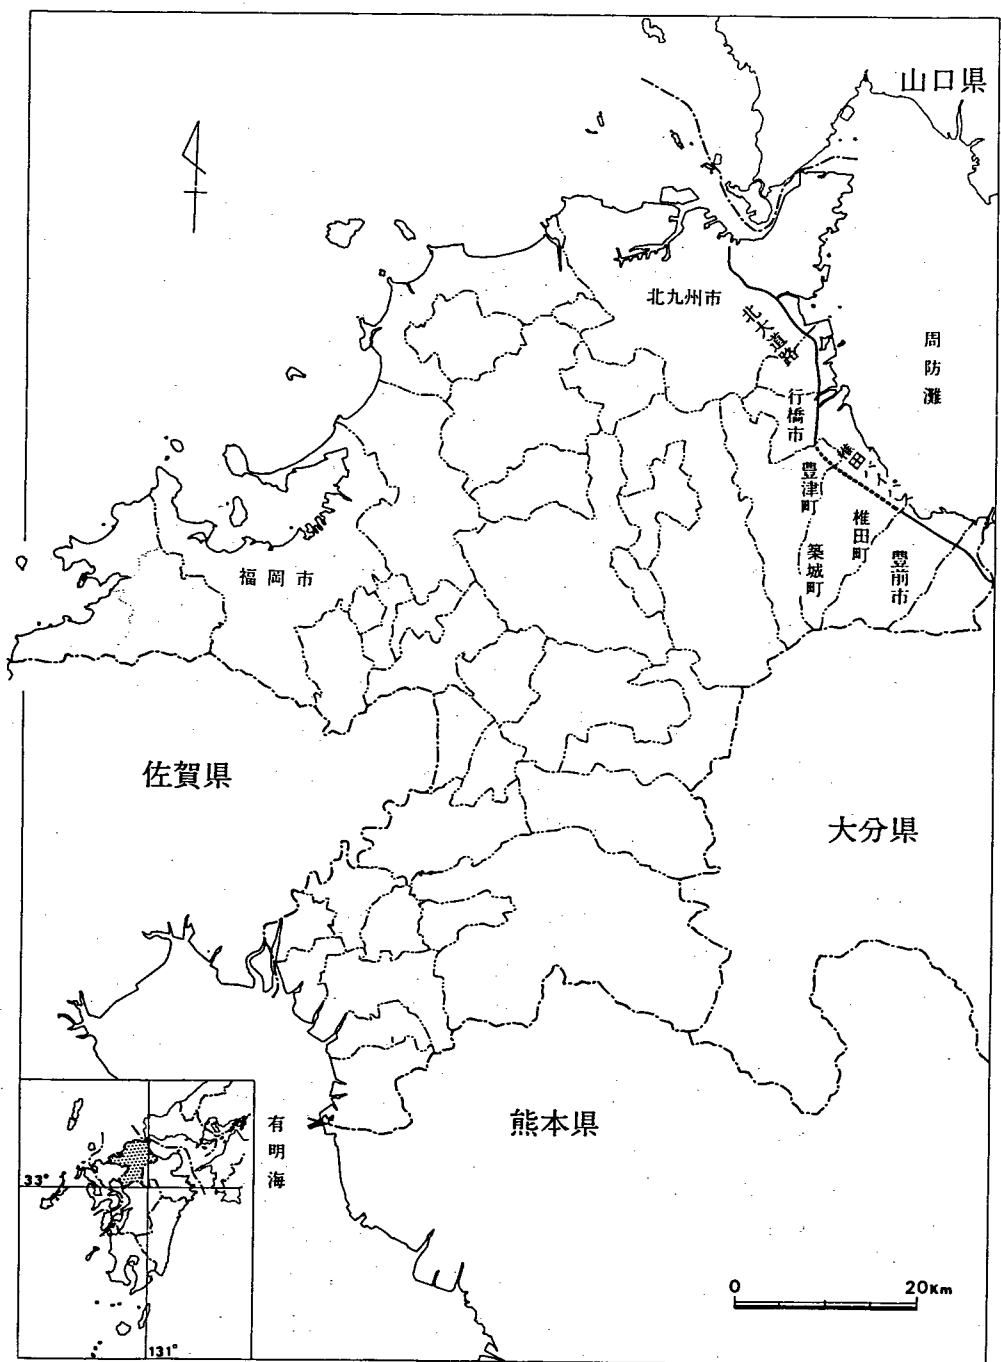 山口県
北九州市
北大道路
周防灘
行橋市
椎田バイパス
豊津町
椎田町
築城町
豊前市
福岡市
佐賀県
大分県
熊本県
有明海
33°
131°
0
20Km